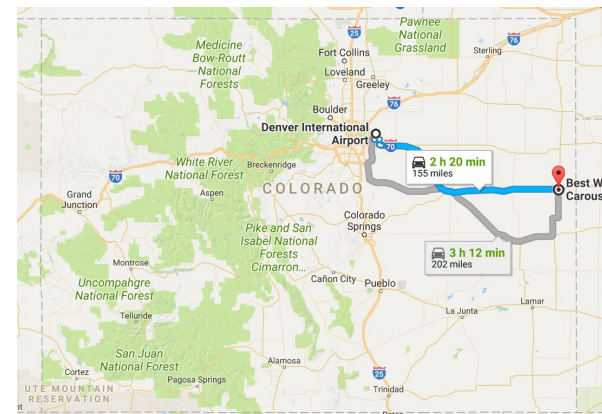 Pawnee
National
Grassland
Medicine
Bow-Routt
National
Forests
25
Fort Collins
Sterling
76
Loveland
Greeley
76
Boulder
Denver International
Airport
70
2 h 20 min
155 miles
White River
National Forest
Breckenridge
70
Aspen
COLORADO
Best W
Carous
Grand
Junction
Colorado
Springs
Pike and San
Isabel National
Forests
Cimarron...
3 h 12 min
202 miles
Montrose
Cañon City
Pueblo
Uncompahgre
National Forest
Telluride
La Junta
Lamar
San Juan
National Forest
Alamosa
25
Cortez
Pagosa Springs
Trinidad
UTE MOUNTAIN
RESERVATION